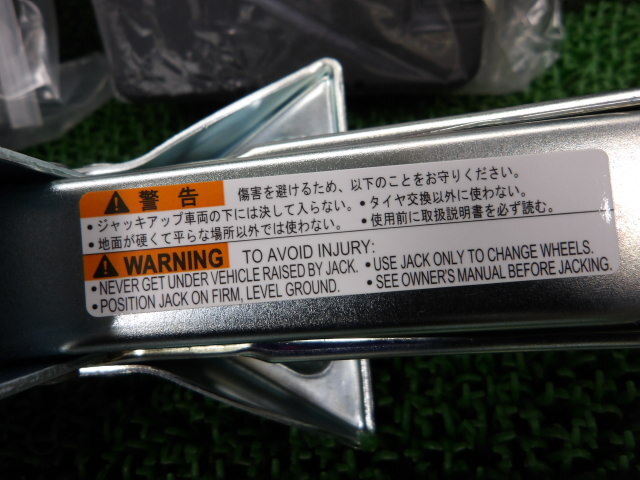 警告 傷害を避けるため、以下のことをお守りください。
・ジャッキアップ車両の下には決して入らない。・タイヤ交換以外に使わない。
・地面が硬くて平らな場所以外では使わない。・使用前に取扱説明書を必ず読む。
WARNING TO AVOID INJURY:
•NEVER GET UNDER VEHICLE RAISED BY JACK. •USE JACK ONLY TO CHANGE WHEELS.
•POSITION JACK ON FIRM, LEVEL GROUND. •SEE OWNER'S MANUAL BEFORE JACKING.